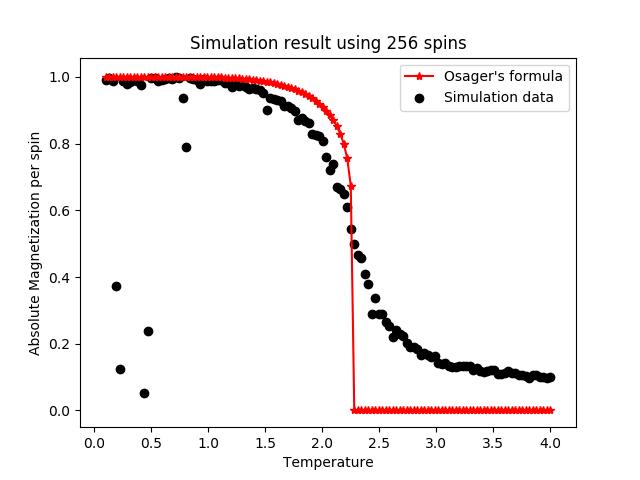 Simulation result using 256 spins
Osager's formula
Simulation data
Absolute Magnetization per spin
1.0
0.8
0.6
0.4
0.2
0.0
0.0 0.5 1.0 1.5 2.0 2.5 3.0 3.5 4.0
Temperature